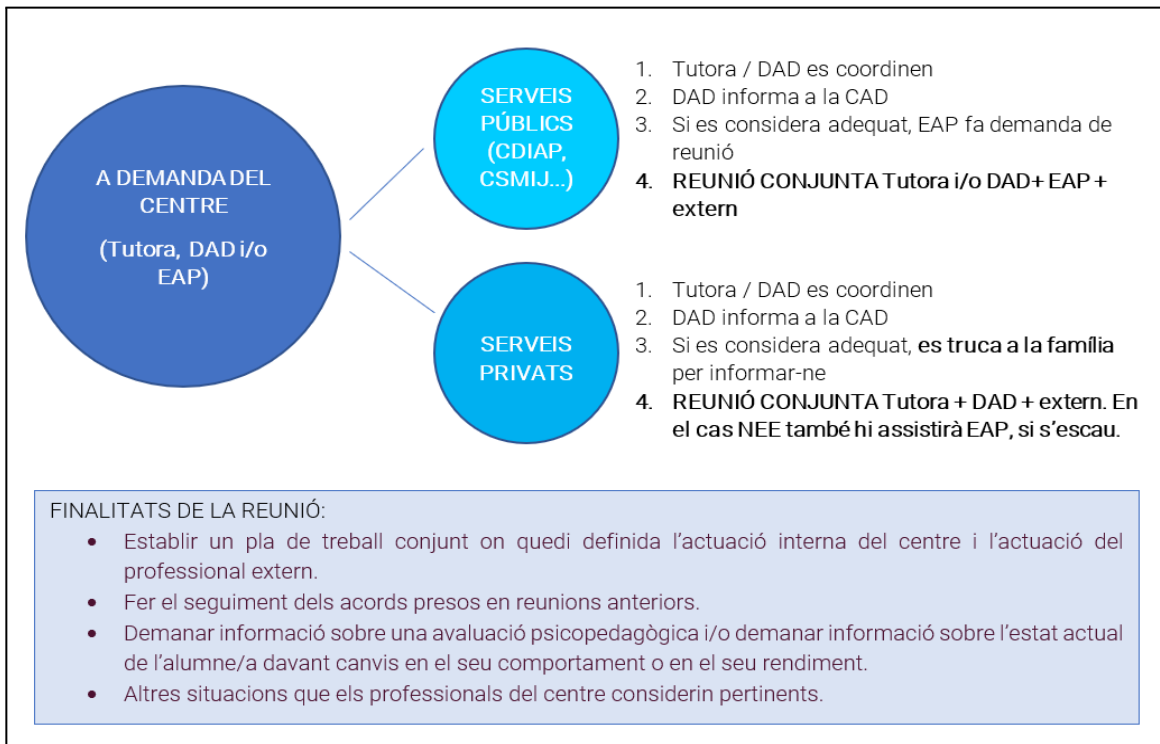 A DEMANDA DEL
CENTRE
(Tutora, DAD i/o
EAP)
SERVEIS
PÚBLICS
(CDIAP,
CSMIJ...)
1. Tutora / DAD es coordinen
2. DAD informa a la CAD
3. Si es considera adequat, EAP fa demanda de
reunió
4. REUNIÓ CONJUNTA Tutora i/o DAD+ EAP +
extern
SERVEIS
PRIVATS
1. Tutora / DAD es coordinen
2. DAD informa a la CAD
3. Si es considera adequat, es truca a la família
per informar-ne
4. REUNIÓ CONJUNTA Tutora + DAD + extern. En
el cas NEE també hi assistirà EAP, si s’escau.
FINALITATS DE LA REUNIÓ:
• Establir un pla de treball conjunt on quedi definida l’actuació interna del centre i l’actuació del
professional extern.
• Fer el seguiment dels acords presos en reunions anteriors.
• Demanar informació sobre una avaluació psicopedagògica i/o demanar informació sobre l’estat actual
de l’alumne/a davant canvis en el seu comportament o en el seu rendiment.
• Altres situacions que els professionals del centre considerin pertinents.